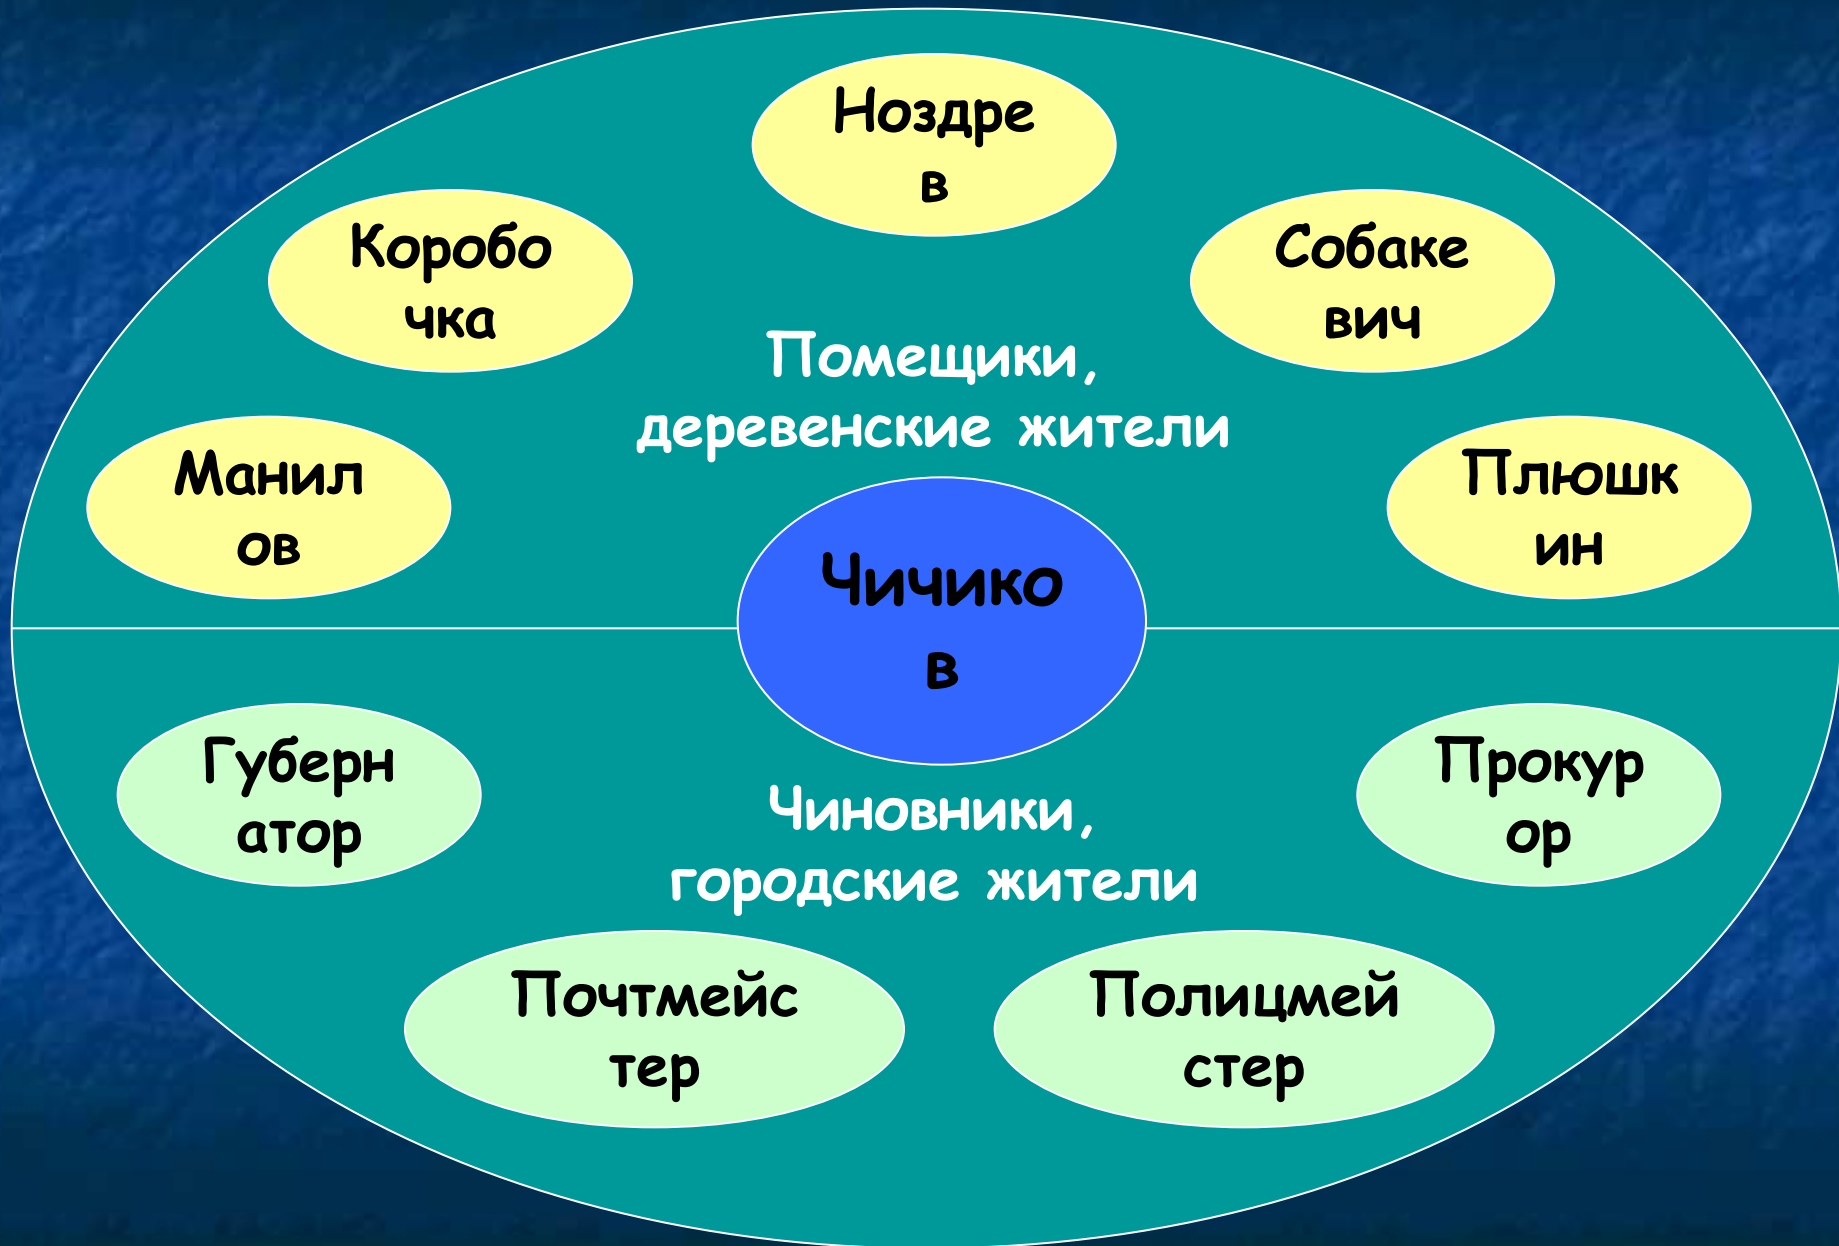 Ноздре
в
Коробо
чка
Собаке
вич
Помещики,
деревенские жители
Манил
ов
Плюшк
ин
Чичико
в
Губерн
атор
Прокур
ор
Чиновники,
городские жители
Почтмейс
тер
Полицмей
стер